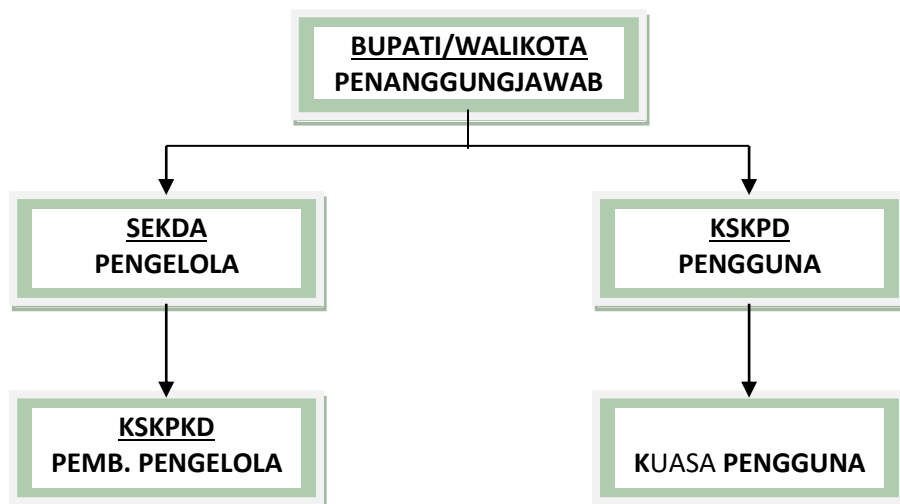 BUPATI/WALIKOTA
PENANGGUNGJAWAB
SEKDA
PENGELOLA
KSKPD
PENGGUNA
KSKPKD
PEMB. PENGELOLA
KUASA PENGGUNA